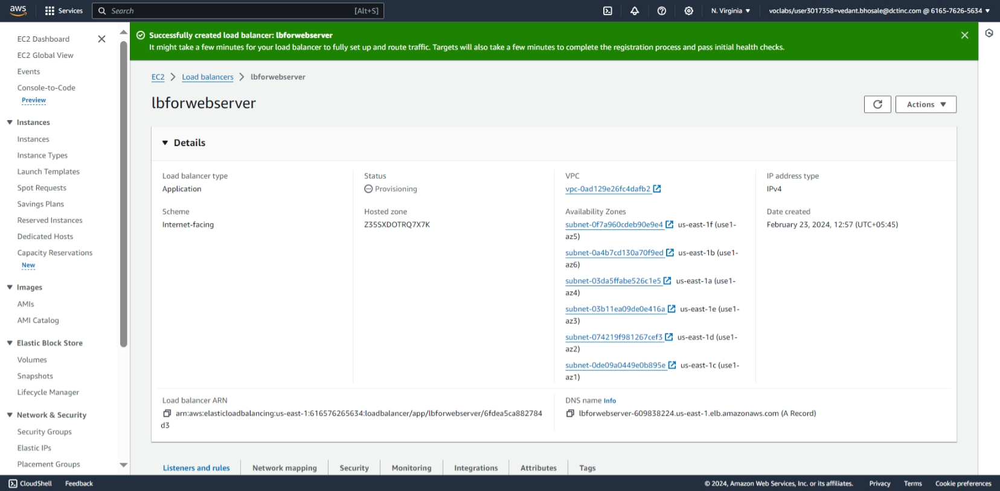 aws
Services
Search
[Alt+S]
N. Virginia
voclabs/user3017358=vedant.bhosale@dctinc.com @ 6165-7626-5634
EC2 Dashboard
EC2 Global View
Events
Console-to-Code
Preview
Instances
Instances
Instance Types
Launch Templates
Spot Requests
Savings Plans
Reserved Instances
Dedicated Hosts
Capacity Reservations
New
Images
AMIs
AMI Catalog
Elastic Block Store
Volumes
Snapshots
Lifecycle Manager
Network & Security
Security Groups
Elastic IPs
Placement Groups
Successfully created load balancer: lbforwebserver
It might take a few minutes for your load balancer to fully set up and route traffic. Targets will also take a few minutes to complete the registration process and pass initial health checks.
EC2
Load balancers
lbforwebserver
lbforwebserver
Actions
Details
Load balancer type
Application
Scheme
Internet-facing
Status
Provisioning
Hosted zone
Z35SXDOTRQ7X7K
VPC
vpc-0ad129e26fc4dafb2
Availability Zones
subnet-0f7a960cdeb90e9e4 us-east-1f (use1-
az5)
subnet-0a4b7cd130a70f9ed us-east-1b (use1-
az6)
subnet-03da5ffabe526c1e5 us-east-1a (use1-
az4)
subnet-03b11ea09de0e416a us-east-1e (use1-
az3)
subnet-074219f981267cef3 us-east-1d (use1-
az2)
subnet-0de09a0449e0b895e us-east-1c (use1-
az1)
IP address type
IPv4
Date created
February 23, 2024, 12:57 (UTC+05:45)
Load balancer ARN
arn:aws:elasticloadbalancing:us-east-1:616576265634:loadbalancer/app/lbforwebserver/6fdea5ca882784
d3
DNS name Info
lbforwebserver-609838224.us-east-1.elb.amazonaws.com (A Record)
Listeners and rules
Network mapping
Security
Monitoring
Integrations
Attributes
Tags
CloudShell
Feedback
© 2024, Amazon Web Services, Inc. or its affiliates.
Privacy
Terms
Cookie preferences